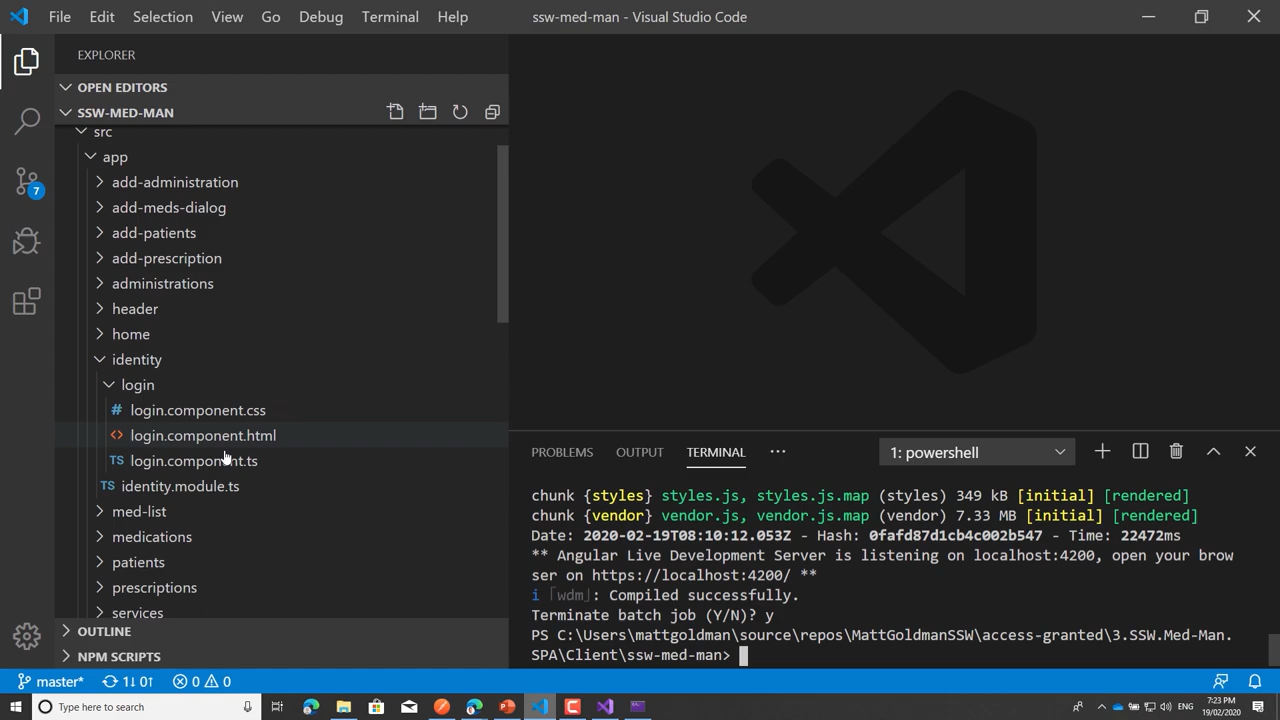 File Edit Selection View Go Debug Terminal Help
ssw-med-man - Visual Studio Code
EXPLORER
OPEN EDITORS
SSW-MED-MAN
src
app
add-administration
add-meds-dialog
add-patients
add-prescription
administrations
header
home
identity
login
# login.component.css
<> login.component.html
TS login.component.ts
TS identity.module.ts
med-list
medications
patients
prescriptions
services
OUTLINE
NPM SCRIPTS
7
PROBLEMS OUTPUT TERMINAL ··· 1: powershell
chunk {styles} styles.js, styles.js.map (styles) 349 kB [initial] [rendered]
chunk {vendor} vendor.js, vendor.js.map (vendor) 7.33 MB [initial] [rendered]
Date: 2020-02-19T08:10:12.053Z - Hash: 0fafd87d1cb4c002b547 - Time: 22472ms
** Angular Live Development Server is listening on localhost:4200, open your brow
ser on https://localhost:4200/ **
i ｢wdm｣: Compiled successfully.
Terminate batch job (Y/N)? y
PS C:\Users\mattgoldman\source\repos\MattGoldmanSSW\access-granted\3.SSW.Med-Man.
SPA\Client\ssw-med-man>
master* 1↓ 0↑ 0 0
Type here to search
ENG
7:23 PM
19/02/2020